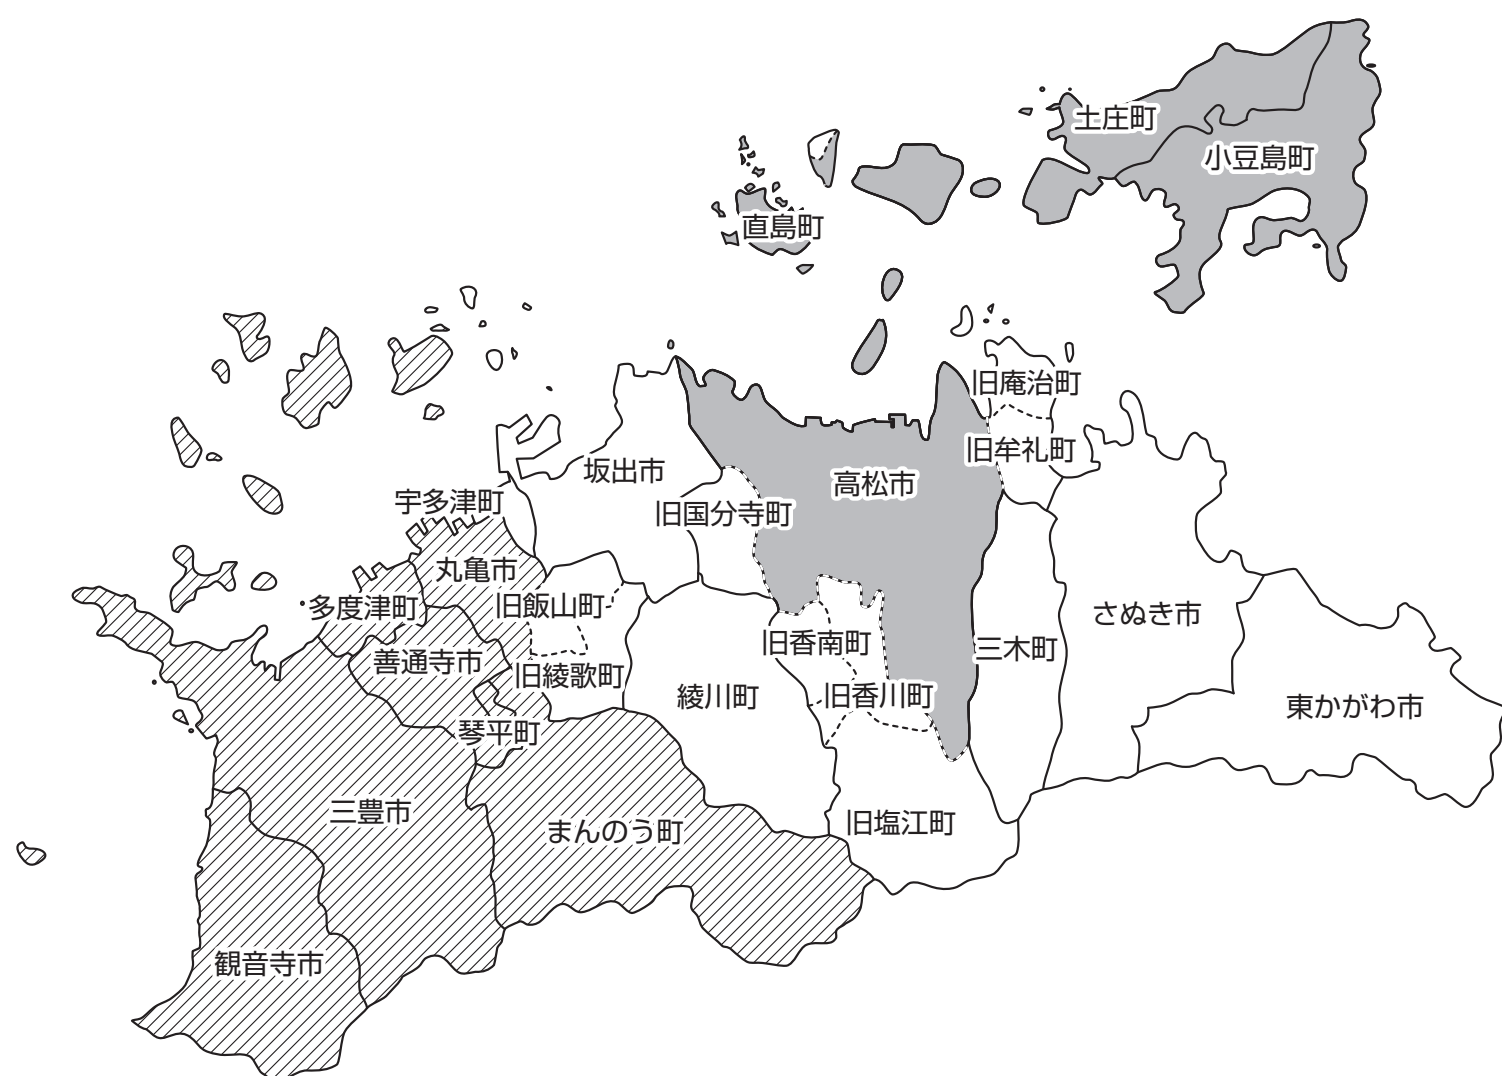 土庄町
小豆島町
直島町
旧庵治町
旧牟礼町
坂出市
高松市
宇多津町
旧国分寺町
丸亀市
多度津町
旧飯山町
さぬき市
善通寺市
旧綾歌町
旧香南町
三木町
綾川町
旧香川町
東かがわ市
琴平町
三豊市
まんのう町
旧塩江町
観音寺市